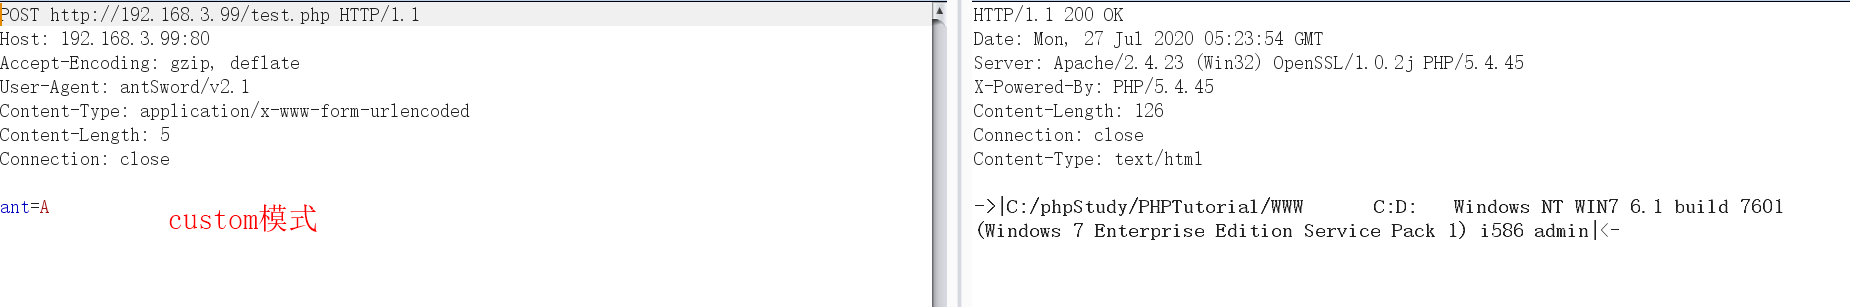 POST http://192.168.3.99/test.php HTTP/1.1
Host: 192.168.3.99:80
Accept-Encoding: gzip, deflate
User-Agent: antSword/v2.1
Content-Type: application/x-www-form-urlencoded
Content-Length: 5
Connection: close
ant=A
custom模式
HTTP/1.1 200 OK
Date: Mon, 27 Jul 2020 05:23:54 GMT
Server: Apache/2.4.23 (Win32) OpenSSL/1.0.2j PHP/5.4.45
X-Powered-By: PHP/5.4.45
Content-Length: 126
Connection: close
Content-Type: text/html
->|C:/phpStudy/PHPTutorial/WWW C:D: Windows NT WIN7 6.1 build 7601
(Windows 7 Enterprise Edition Service Pack 1) i586 admin|<-